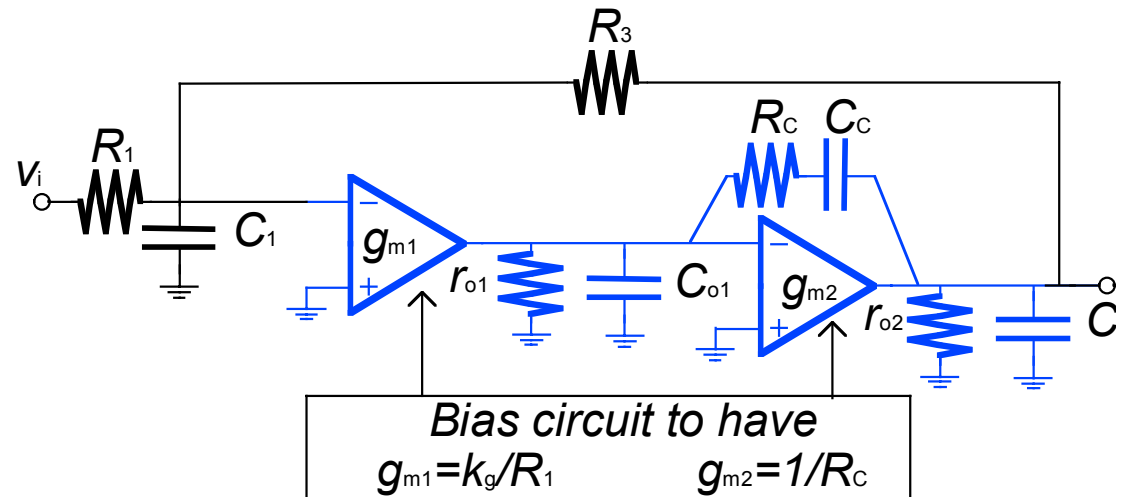 R3
RC CC
R1
vi
C1
gm1
ro1
Co1
gm2
ro2
C
Bias circuit to have
gm1=kg/R1 gm2=1/RC